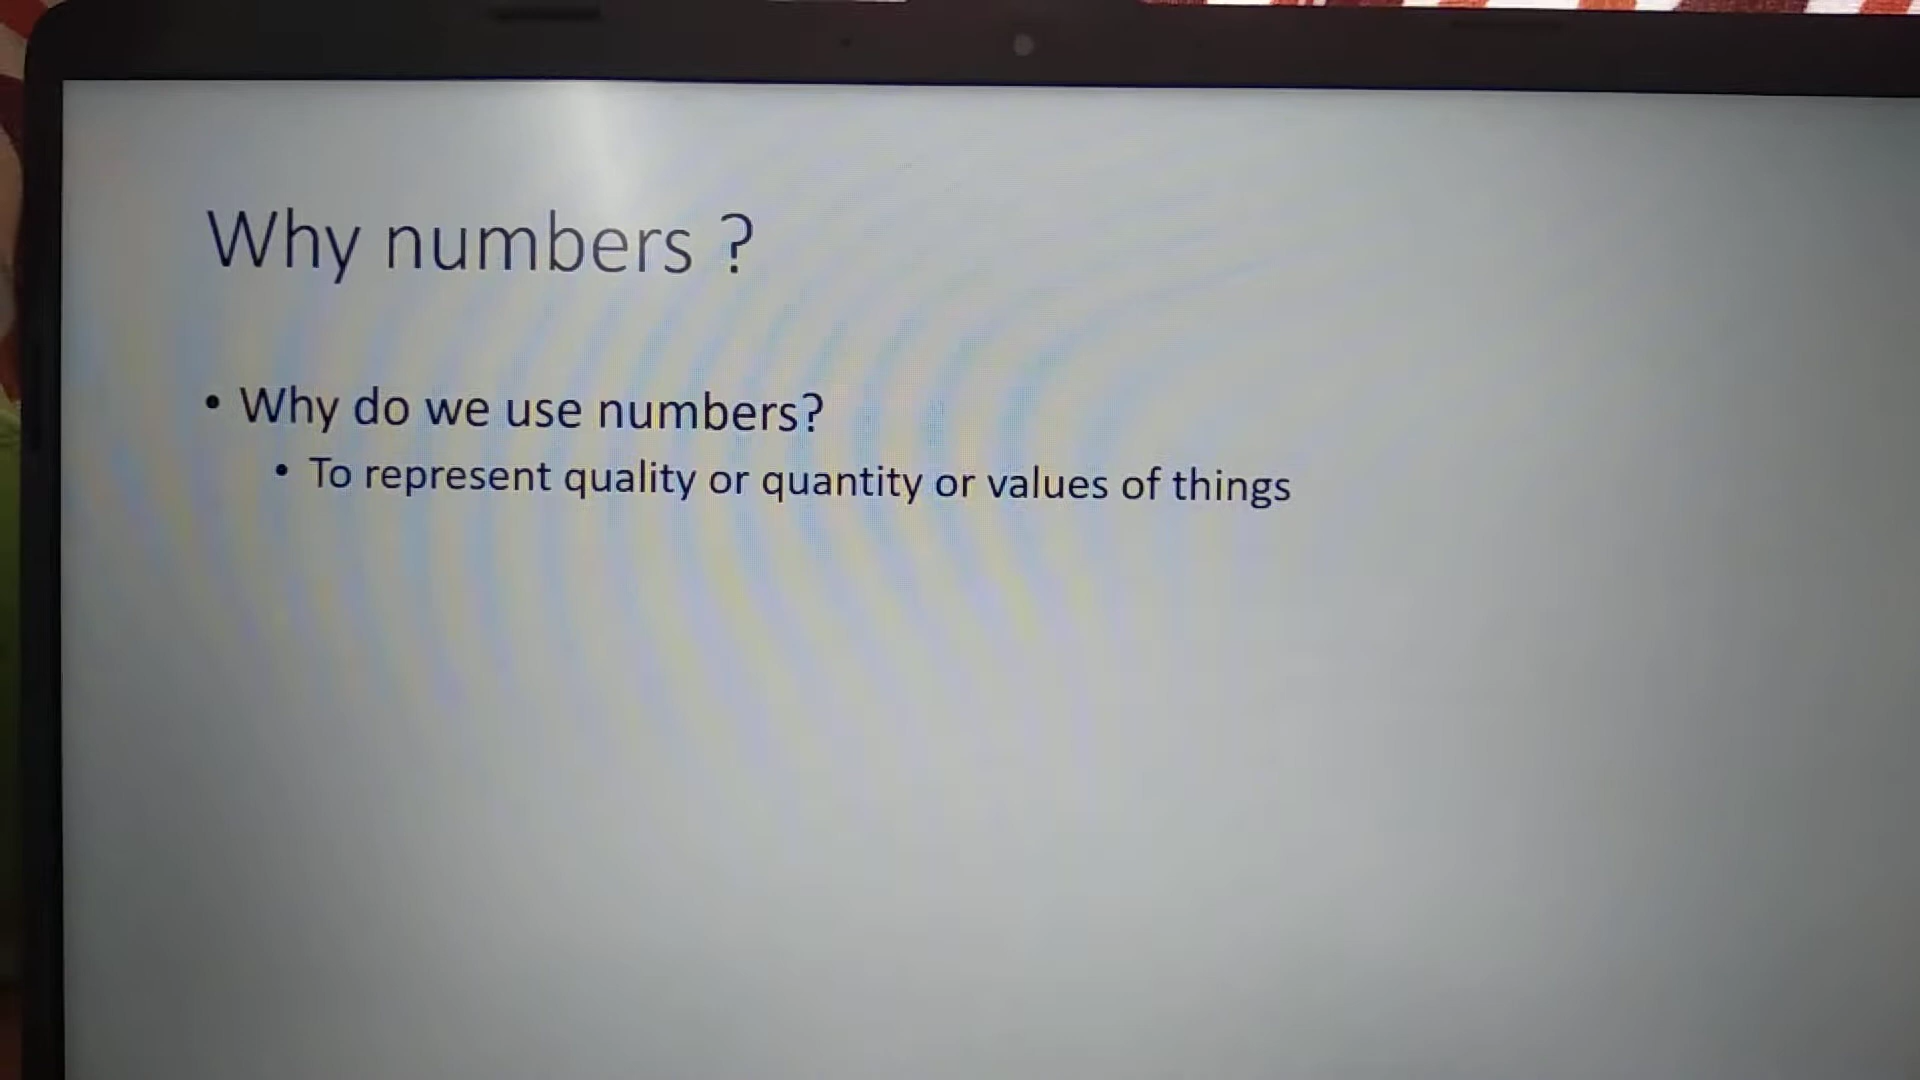 Why numbers ?
• Why do we use numbers?
• To represent quality or quantity or values of things